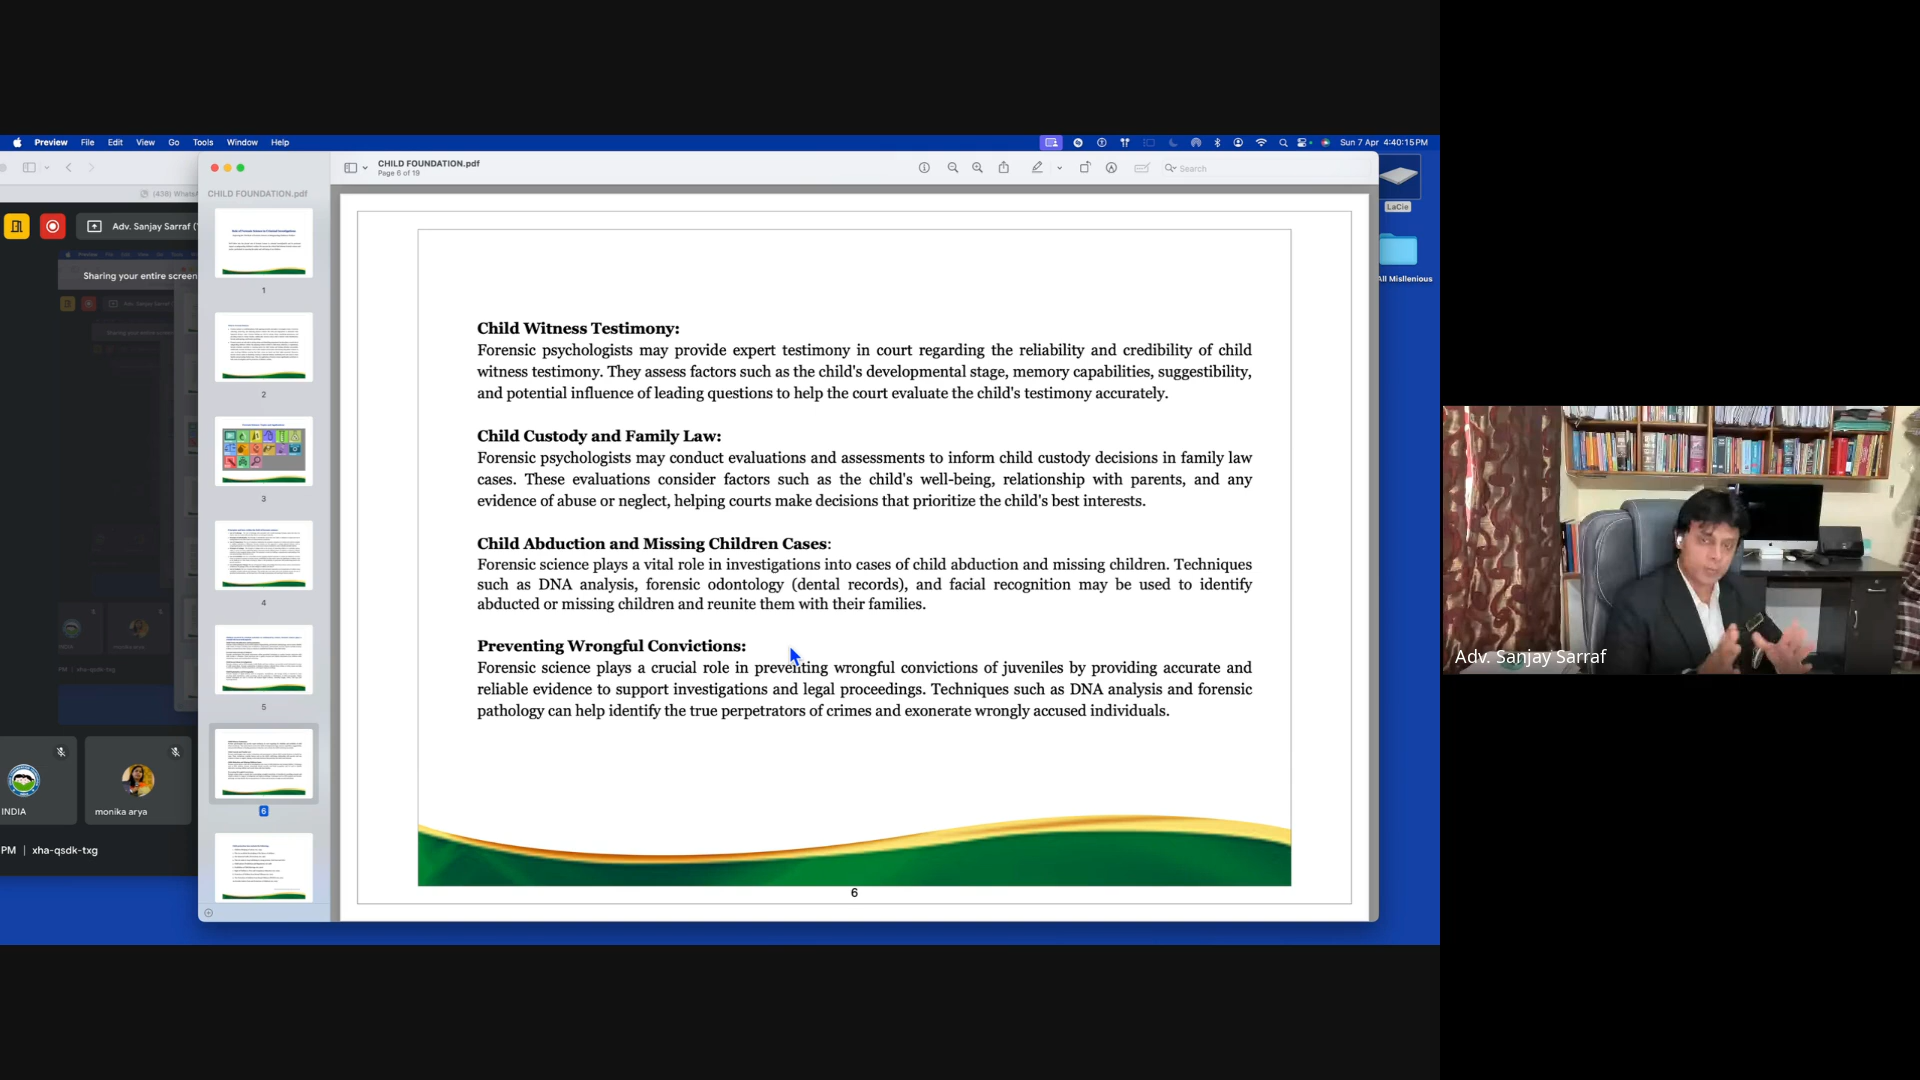 Preview File Edit View Go Tools Window Help
Sun 7 Apr 4:40:15 PM
CHILD FOUNDATION.pdf
Page 6 of 19
Search
CHILD FOUNDATION.pdf
Adv. Sanjay Sarraf (
Sharing your entire screen
1
2
3
4
5
6
INDIA
monika arya
PM | xha-qsdk-txg
Child Witness Testimony:
Forensic psychologists may provide expert testimony in court regarding the reliability and credibility of child
witness testimony. They assess factors such as the child's developmental stage, memory capabilities, suggestibility,
and potential influence of leading questions to help the court evaluate the child's testimony accurately.
Child Custody and Family Law:
Forensic psychologists may conduct evaluations and assessments to inform child custody decisions in family law
cases. These evaluations consider factors such as the child's well-being, relationship with parents, and any
evidence of abuse or neglect, helping courts make decisions that prioritize the child's best interests.
Child Abduction and Missing Children Cases:
Forensic science plays a vital role in investigations into cases of child abduction and missing children. Techniques
such as DNA analysis, forensic odontology (dental records), and facial recognition may be used to identify
abducted or missing children and reunite them with their families.
Preventing Wrongful Convictions:
Forensic science plays a crucial role in preventing wrongful convictions of juveniles by providing accurate and
reliable evidence to support investigations and legal proceedings. Techniques such as DNA analysis and forensic
pathology can help identify the true perpetrators of crimes and exonerate wrongly accused individuals.
6
LaCie
All Misllenious
Adv. Sanjay Sarraf